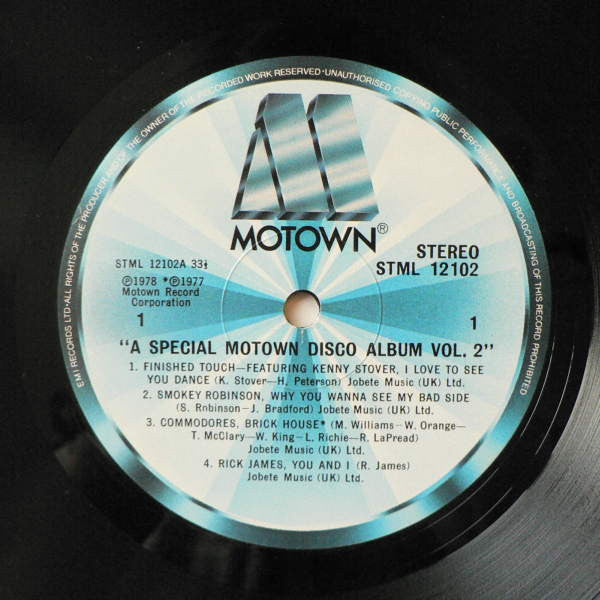 EMI RECORDS LTD·ALL RIGHTS OF THE PRODUCER AND OF THE OWNER OF THE RECORDED WORK RESERVED·UNAUTHORISED COPYING PUBLIC PERFORMANCE AND BROADCASTING OF THIS RECORD PROHIBITED
M
MOTOWN®
STEREO
STML 12102
STML 12102A 33⅓
℗1978 *℗1977
Motown Record
Corporation
1 1
"A SPECIAL MOTOWN DISCO ALBUM VOL. 2"
1. FINISHED TOUCH—FEATURING KENNY STOVER, I LOVE TO SEE
YOU DANCE (K. Stover—H. Peterson) Jobete Music (UK) Ltd.
2. SMOKEY ROBINSON, WHY YOU WANNA SEE MY BAD SIDE
(S. Robinson—J. Bradford) Jobete Music (UK) Ltd.
3. COMMODORES, BRICK HOUSE* (M. Williams—W. Orange—
T. McClary—W. King—L. Richie—R. LaPread)
Jobete Music (UK) Ltd.
4. RICK JAMES, YOU AND I (R. James)
Jobete Music (UK) Ltd.